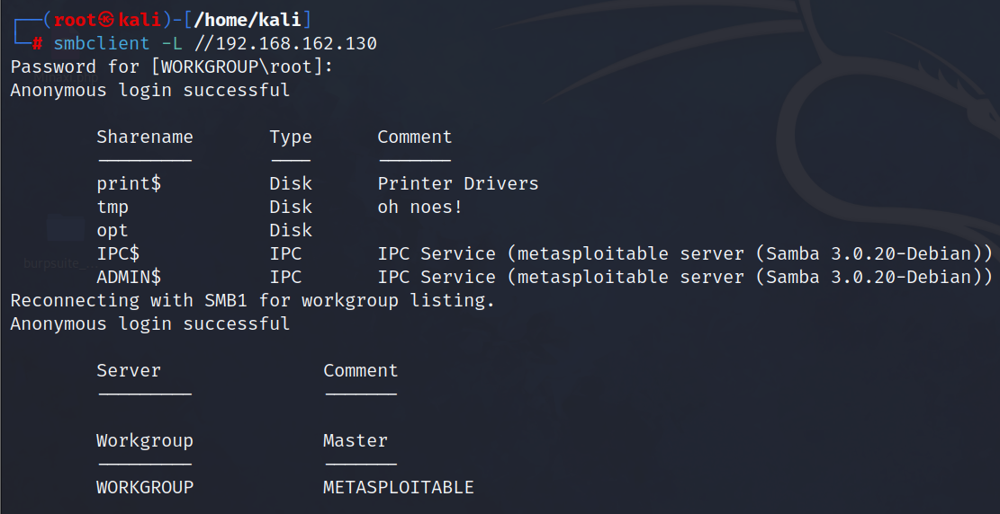 ┌──(root㉿kali)-[/home/kali]
└─# smbclient -L //192.168.162.130
Password for [WORKGROUP\root]:
Anonymous login successful
Sharename Type Comment
--------- ---- -------
print$ Disk Printer Drivers
tmp Disk oh noes!
opt Disk
IPC$ IPC IPC Service (metasploitable server (Samba 3.0.20-Debian))
ADMIN$ IPC IPC Service (metasploitable server (Samba 3.0.20-Debian))
Reconnecting with SMB1 for workgroup listing.
Anonymous login successful
Server Comment
--------- -------
Workgroup Master
--------- -------
WORKGROUP METASPLOITABLE
burpsuite_...